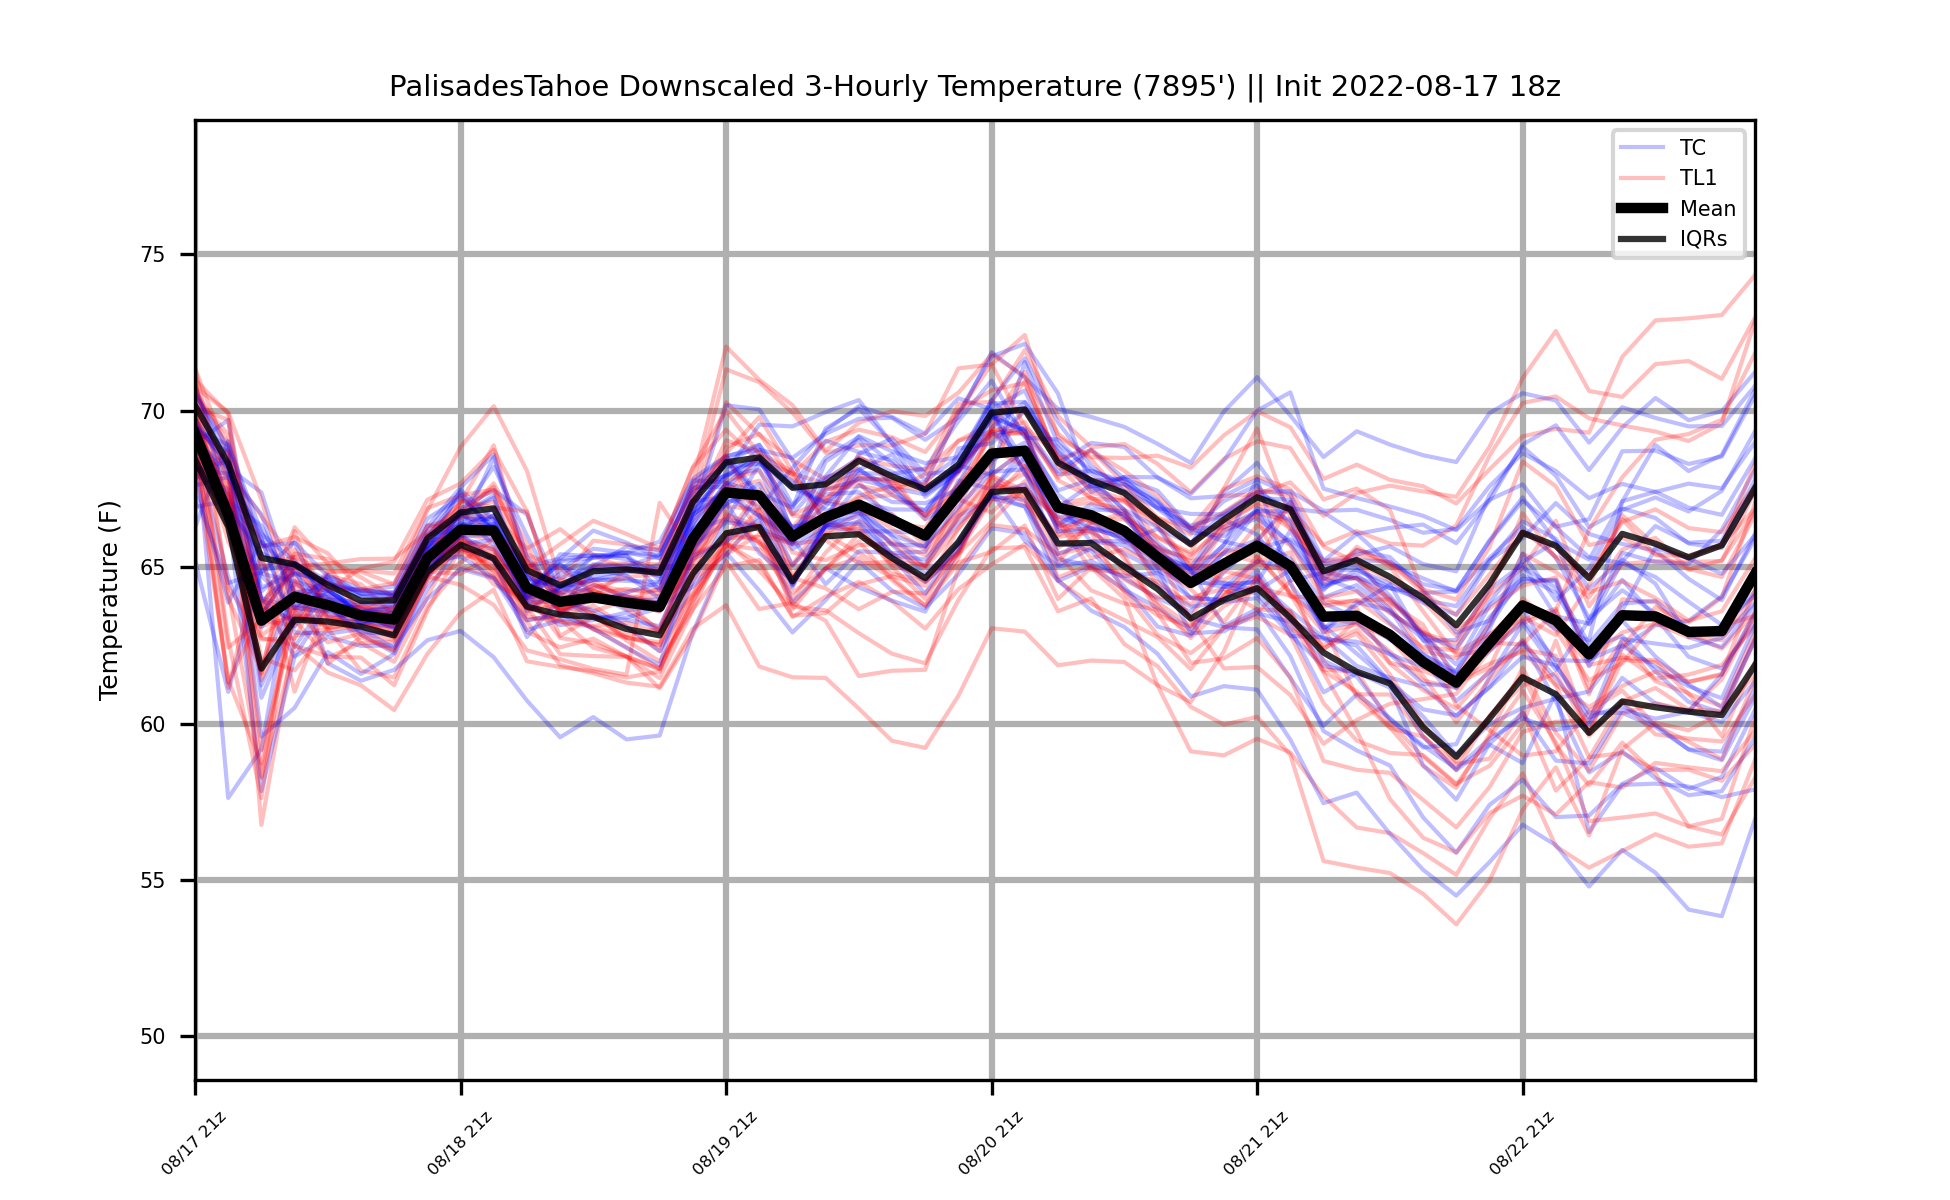 PalisadesTahoe Downscaled 3-Hourly Temperature (7895') || Init 2022-08-17 18z
TC
TL1
Mean
IQRs
Temperature (F)
75
70
65
60
55
50
08/17 21z
08/18 21z
08/19 21z
08/20 21z
08/21 21z
08/22 21z